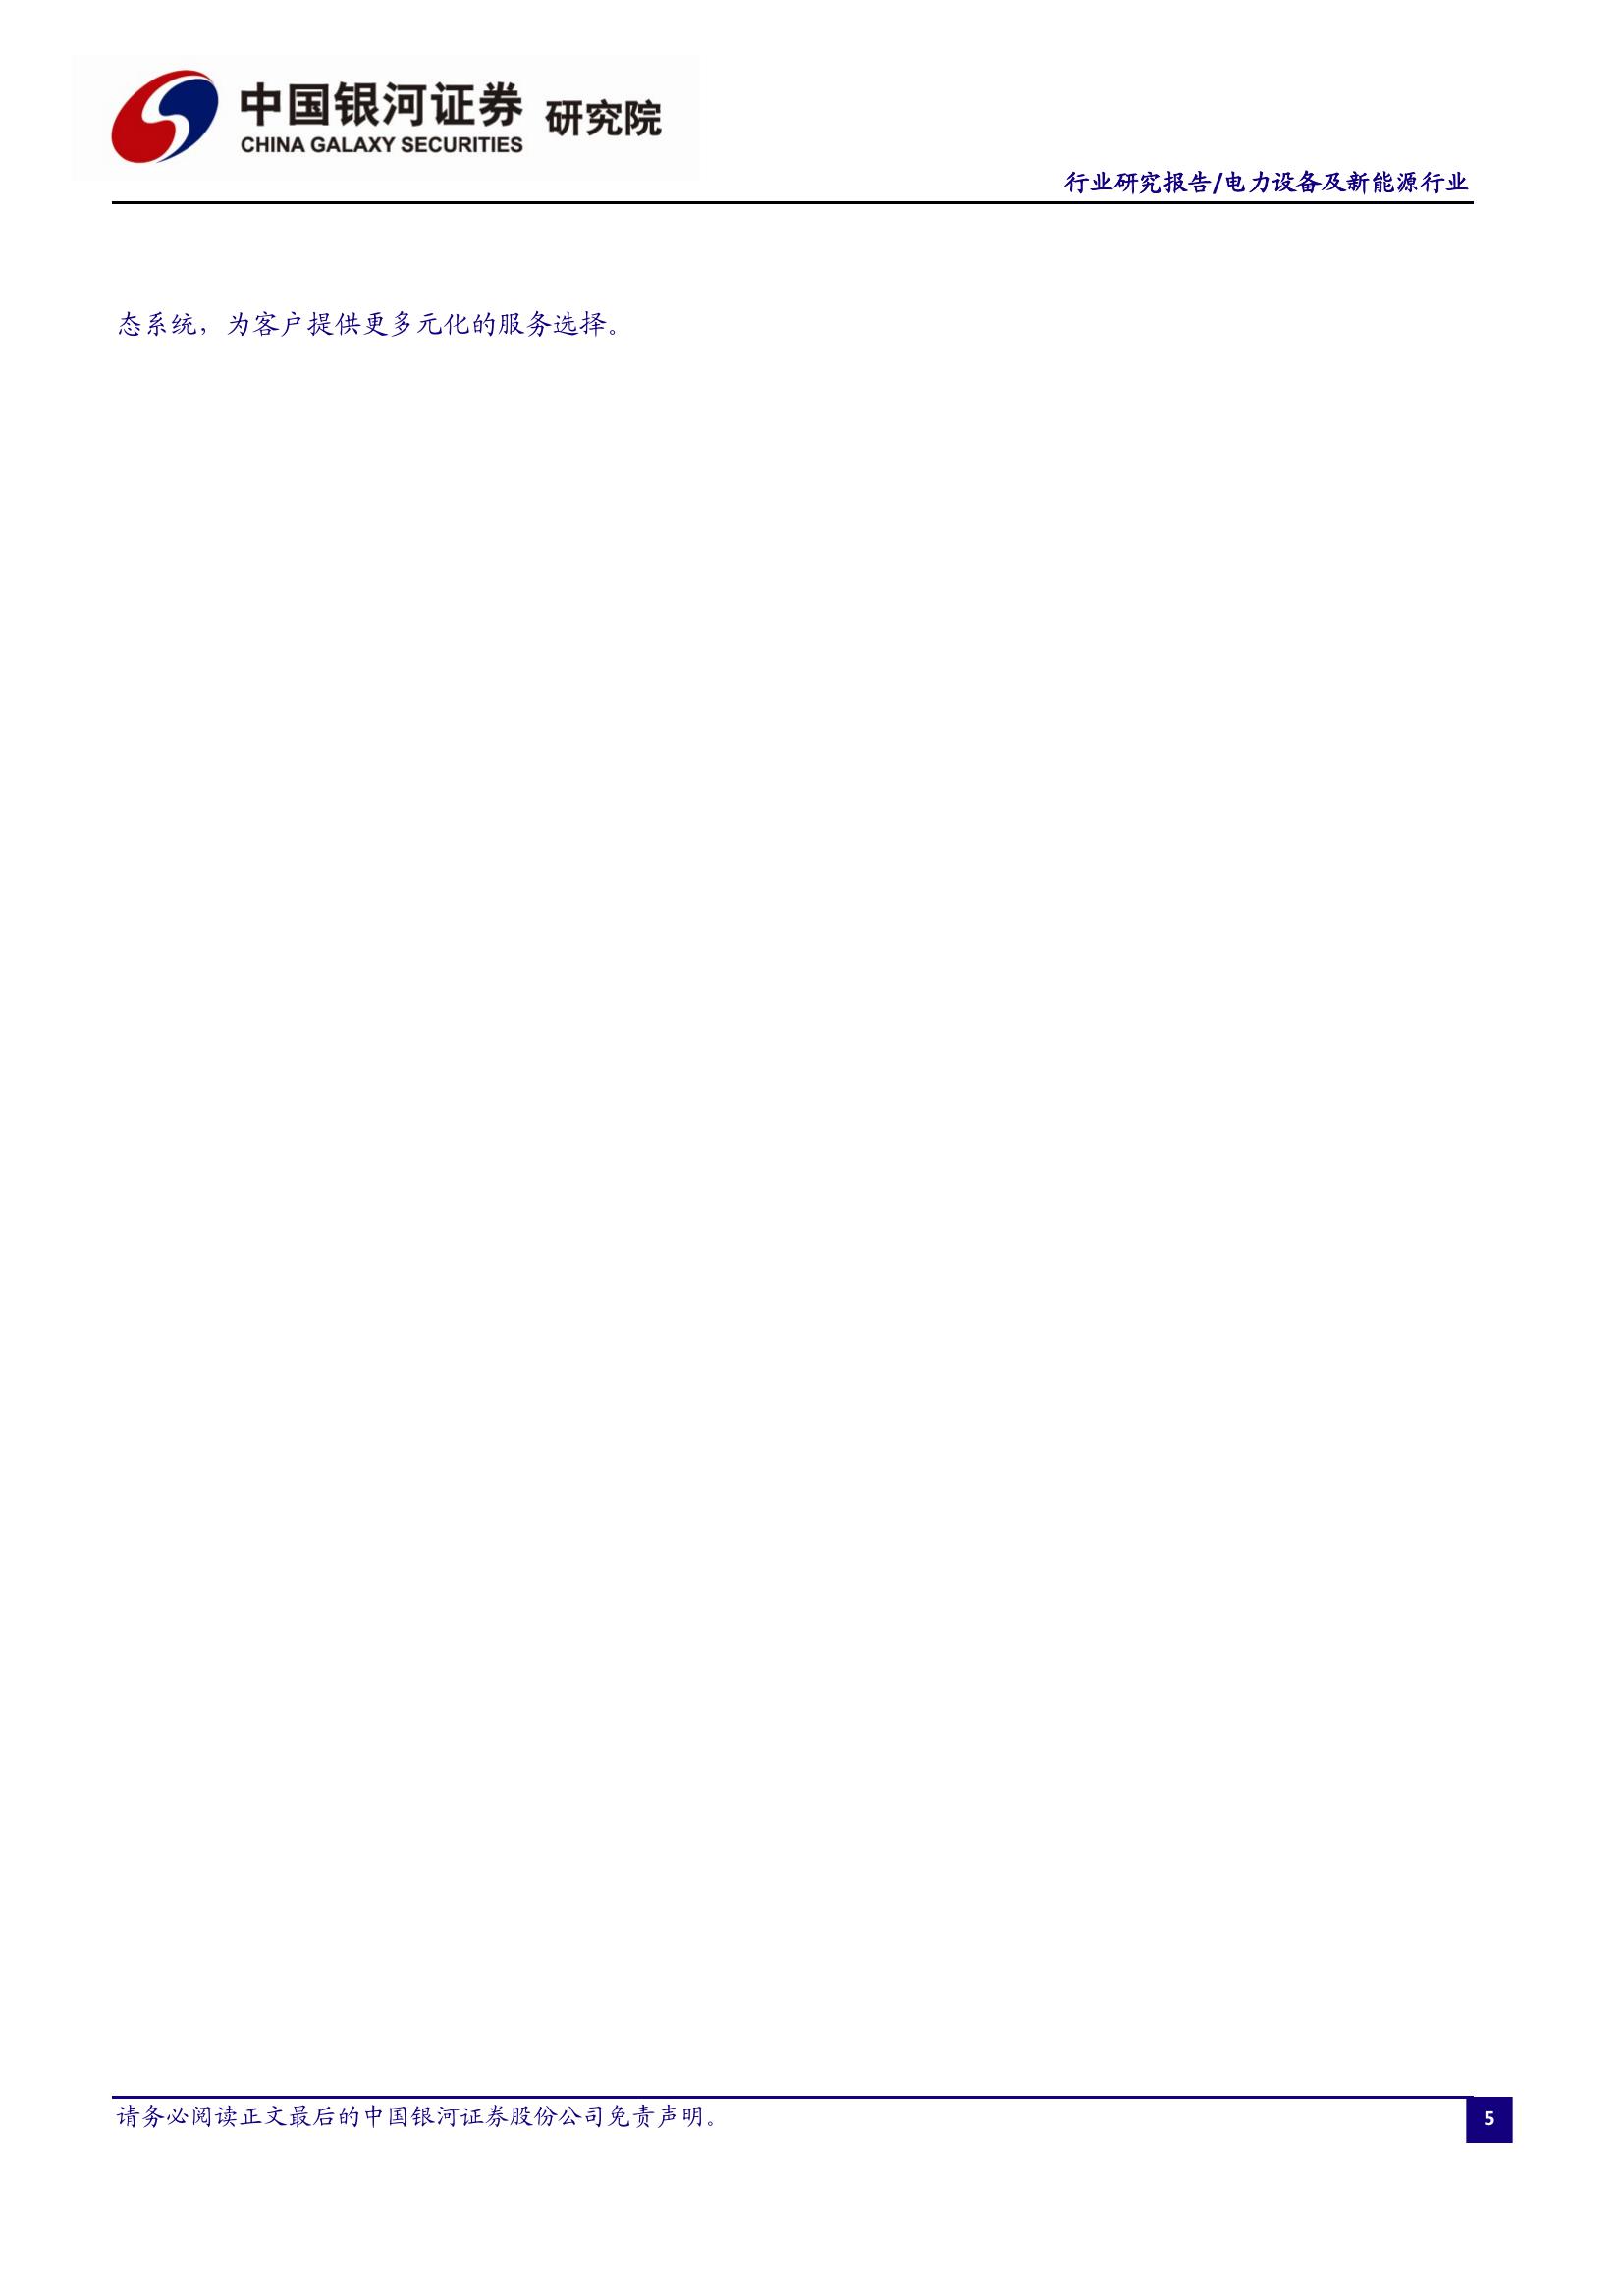 中国银河证券 研究院
CHINA GALAXY SECURITIES
行业研究报告/电力设备及新能源行业
态系统，为客户提供更多元化的服务选择。
请务必阅读正文最后的中国银河证券股份公司免责声明。
5